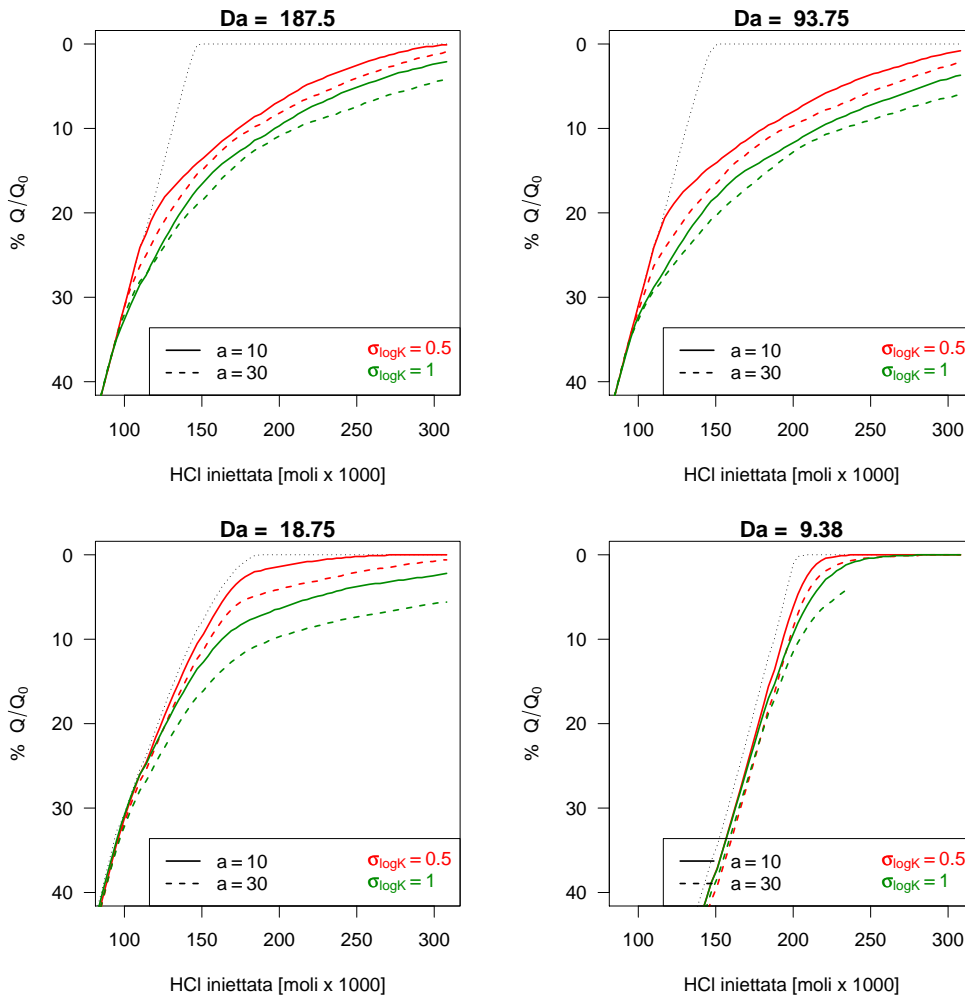 Da = 187.5
% Q/Q0
0
10
20
30
40
a = 10 σlogK = 0.5
a = 30 σlogK = 1
100 150 200 250 300
HCl iniettata [moli x 1000]
Da = 93.75
% Q/Q0
0
10
20
30
40
a = 10 σlogK = 0.5
a = 30 σlogK = 1
100 150 200 250 300
HCl iniettata [moli x 1000]
Da = 18.75
% Q/Q0
0
10
20
30
40
a = 10 σlogK = 0.5
a = 30 σlogK = 1
100 150 200 250 300
HCl iniettata [moli x 1000]
Da = 9.38
% Q/Q0
0
10
20
30
40
a = 10 σlogK = 0.5
a = 30 σlogK = 1
100 150 200 250 300
HCl iniettata [moli x 1000]